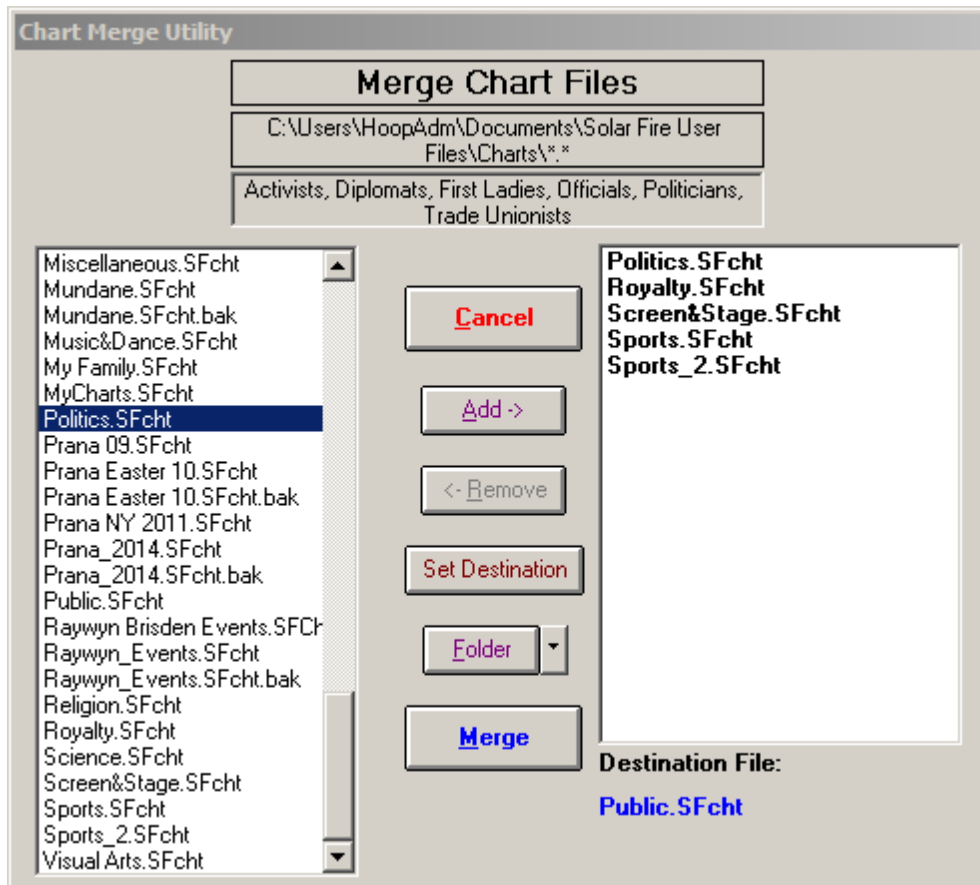 Chart Merge Utility
Merge Chart Files
C:\Users\HoopAdm\Documents\Solar Fire User
Files\Charts\*.*
Activists, Diplomats, First Ladies, Officials, Politicians,
Trade Unionists
Miscellaneous.SFcht
Mundane.SFcht
Mundane.SFcht.bak
Music&Dance.SFcht
My Family.SFcht
MyCharts.SFcht
Politics.SFcht
Prana 09.SFcht
Prana Easter 10.SFcht
Prana Easter 10.SFcht.bak
Prana NY 2011.SFcht
Prana_2014.SFcht
Prana_2014.SFcht.bak
Public.SFcht
Raywyn Brisden Events.SFCh
Raywyn_Events.SFcht
Raywyn_Events.SFcht.bak
Religion.SFcht
Royalty.SFcht
Science.SFcht
Screen&Stage.SFcht
Sports.SFcht
Sports_2.SFcht
Visual Arts.SFcht
Cancel
Add ->
<- Remove
Set Destination
Folder
Merge
Politics.SFcht
Royalty.SFcht
Screen&Stage.SFcht
Sports.SFcht
Sports_2.SFcht
Destination File:
Public.SFcht